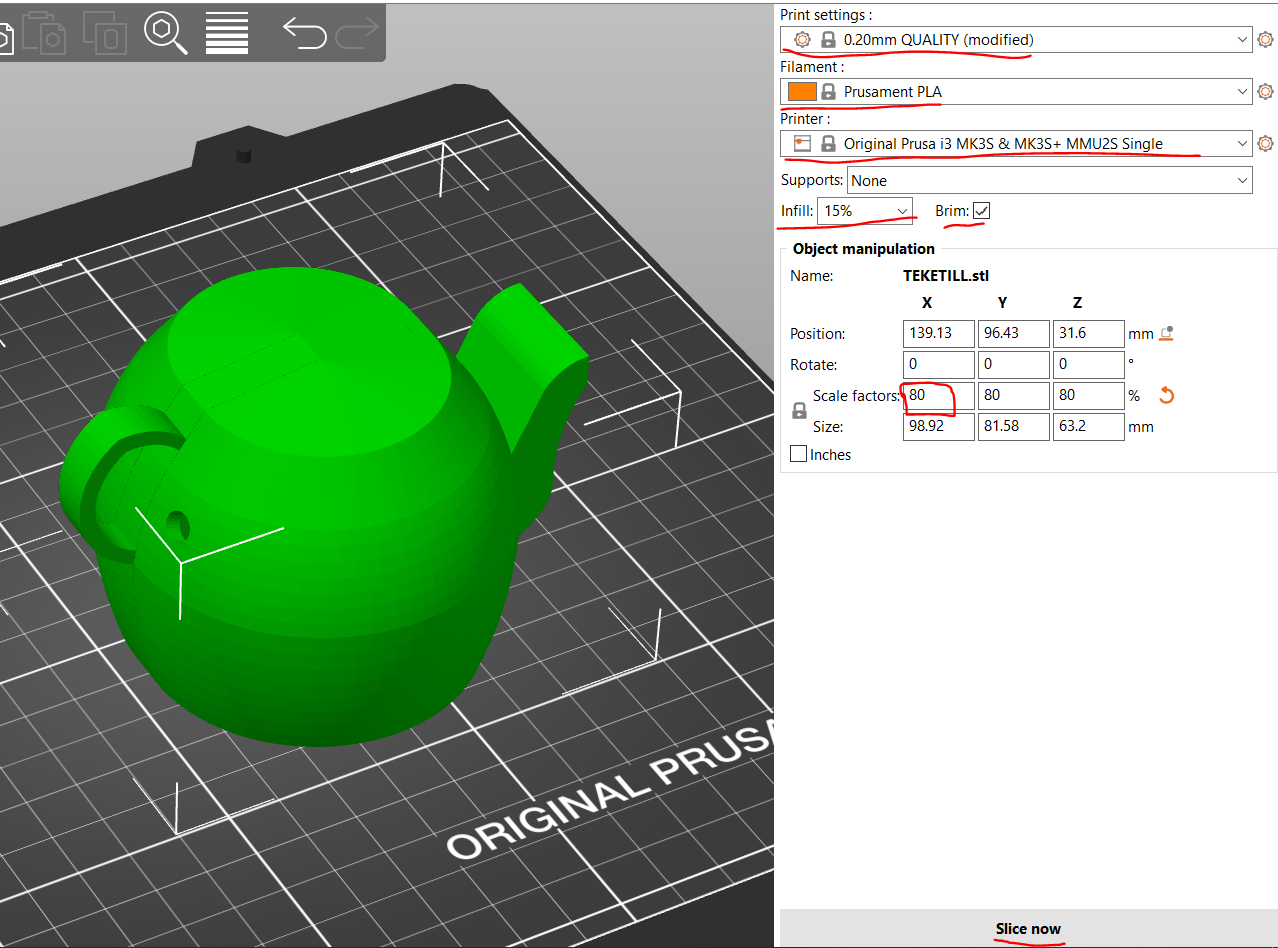 Print settings :
0.20mm QUALITY (modified)
Filament :
Prusament PLA
Printer :
Original Prusa i3 MK3S & MK3S+ MMU2S Single
Supports: None
Infill: 15% Brim:
Object manipulation
Name: TEKETILL.stl
X Y Z
Position: 139.13 96.43 31.6 mm
Rotate: 0 0 0 °
Scale factors: 80 80 80 %
Size: 98.92 81.58 63.2 mm
Inches
ORIGINAL PRUSA
Slice now